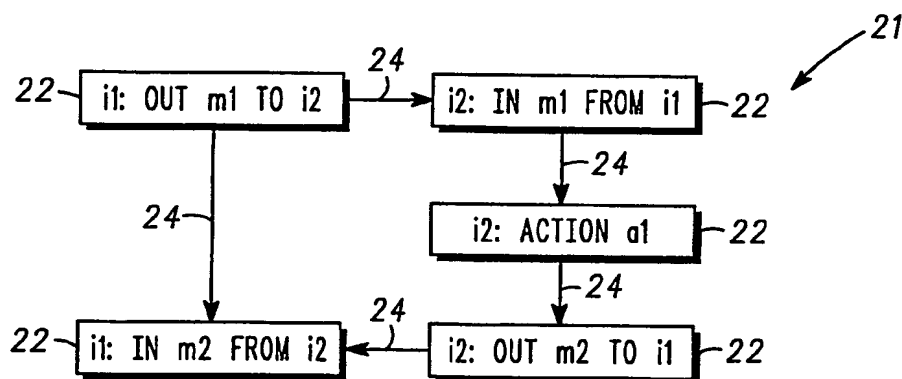 21
24
22 i1: OUT m1 TO i2
i2: IN m1 FROM i1 22
24
24
i2: ACTION a1 22
24
24
22 i1: IN m2 FROM i2
i2: OUT m2 TO i1 22